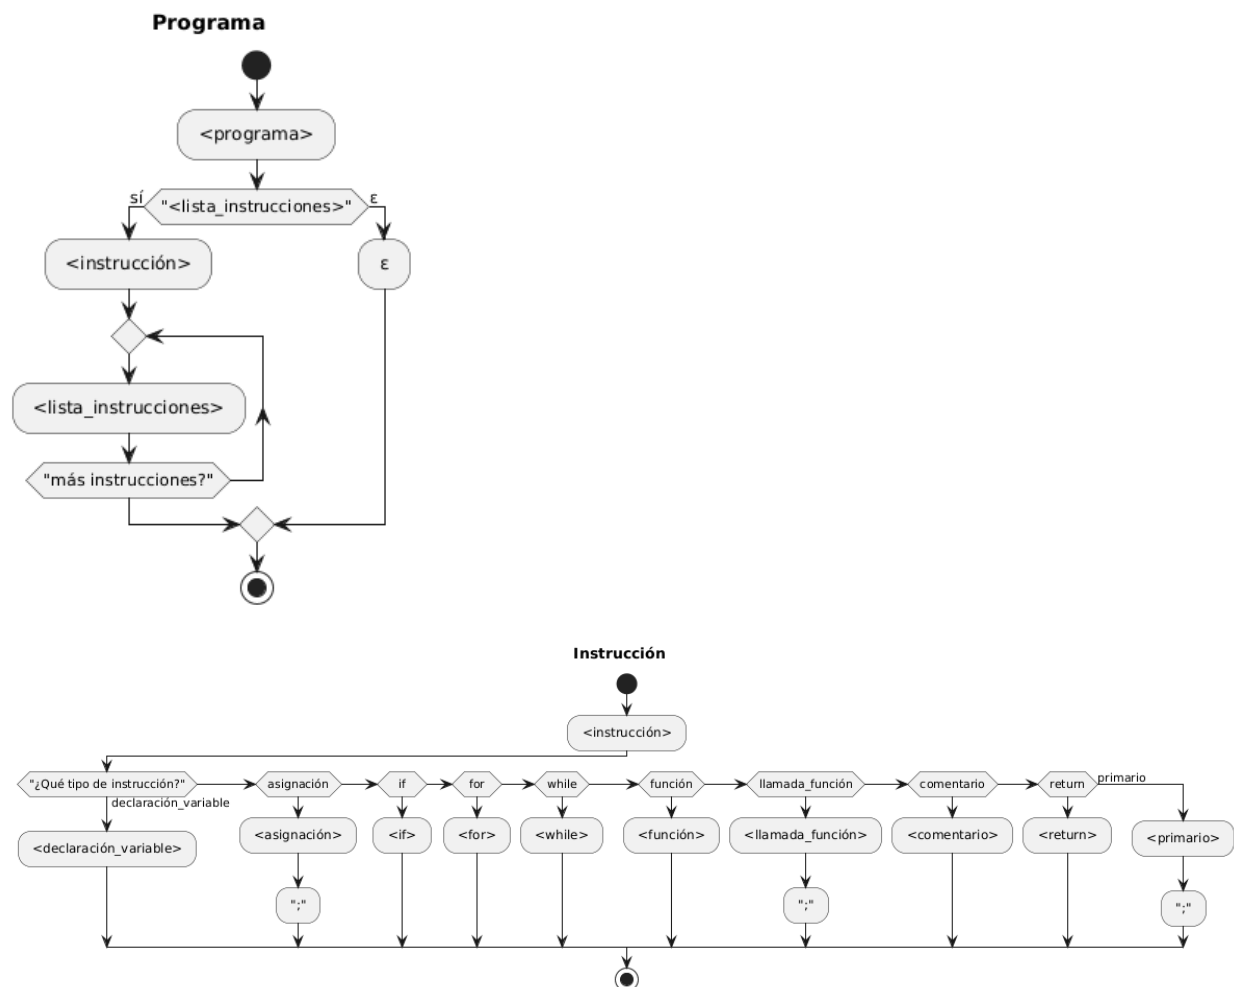 Programa
<programa>
sí
"<lista_instrucciones>"
ε
<instrucción>
ε
<lista_instrucciones>
"más instrucciones?"
Instrucción
<instrucción>
"¿Qué tipo de instrucción?"
asignación
if
for
while
función
llamada_función
comentario
return
primario
declaración_variable
<declaración_variable>
<asignación>
<if>
<for>
<while>
<función>
<llamada_función>
<comentario>
<return>
<primario>
";"
";"
";"